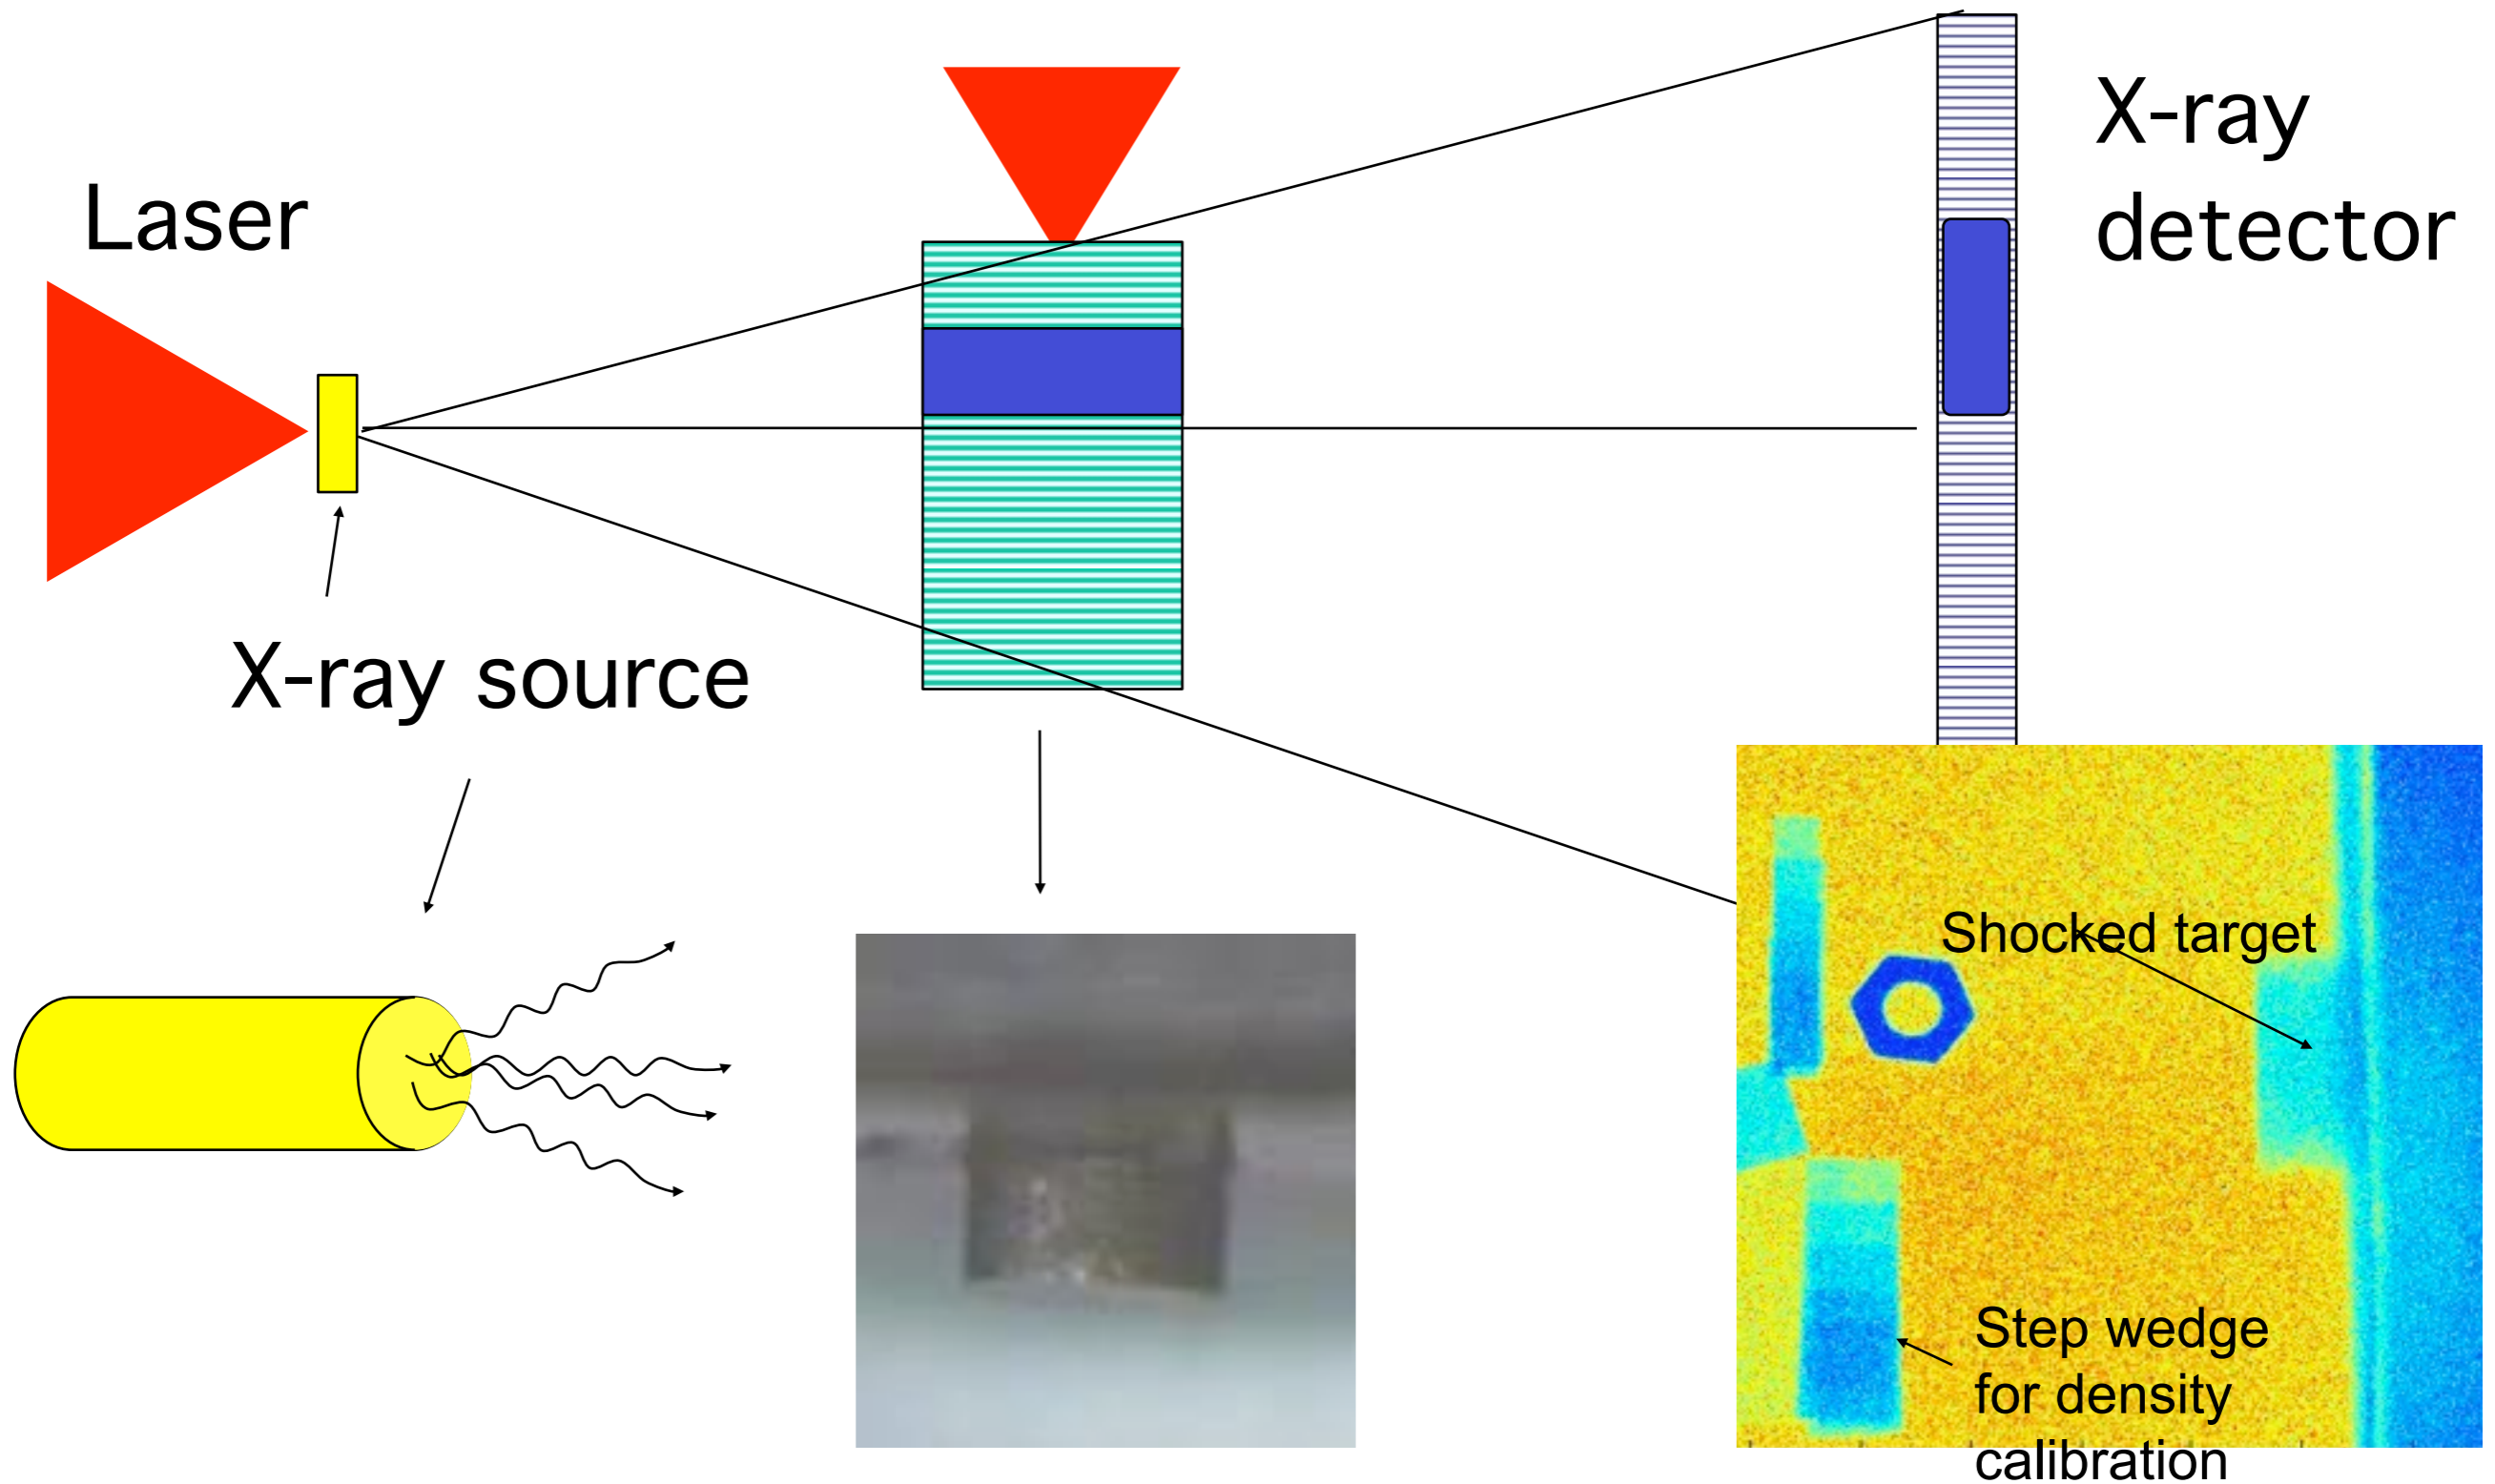 Laser
X-ray
detector
X-ray source
Shocked target
Step wedge
for density
calibration